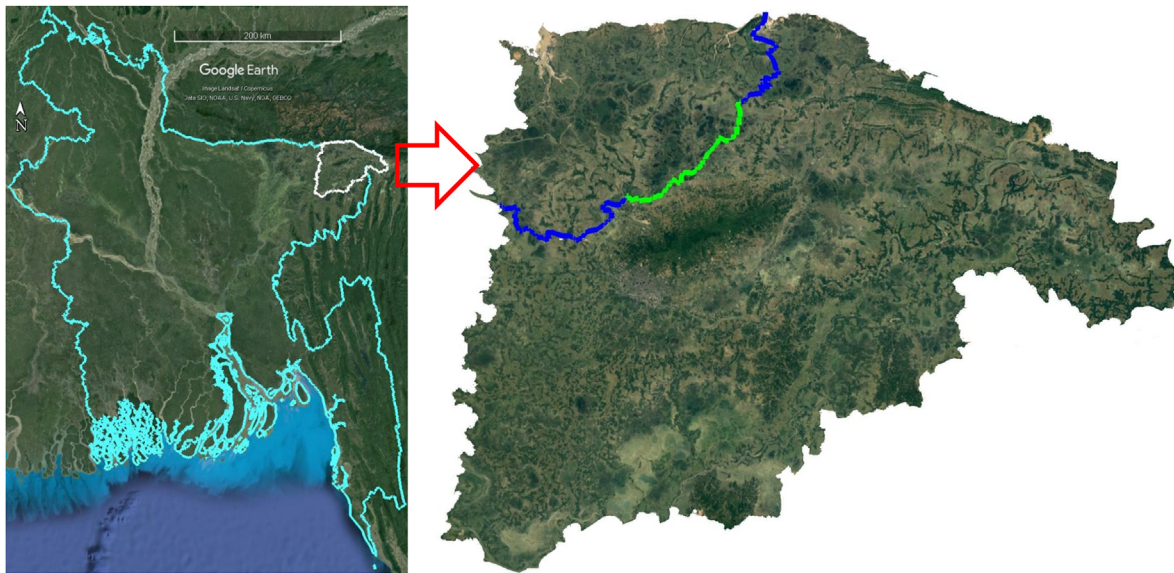 200 km
Google Earth
Image Landsat / Copernicus
Data SIO, NOAA, U.S. Navy, NGA, GEBCO
N